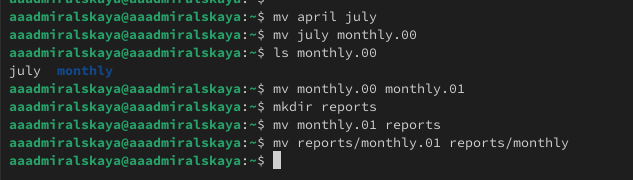 aaadmiralskaya@aaadmiralskaya:~$ mv april july
aaadmiralskaya@aaadmiralskaya:~$ mv july monthly.00
aaadmiralskaya@aaadmiralskaya:~$ ls monthly.00
july  monthly
aaadmiralskaya@aaadmiralskaya:~$ mv monthly.00 monthly.01
aaadmiralskaya@aaadmiralskaya:~$ mkdir reports
aaadmiralskaya@aaadmiralskaya:~$ mv monthly.01 reports
aaadmiralskaya@aaadmiralskaya:~$ mv reports/monthly.01 reports/monthly
aaadmiralskaya@aaadmiralskaya:~$